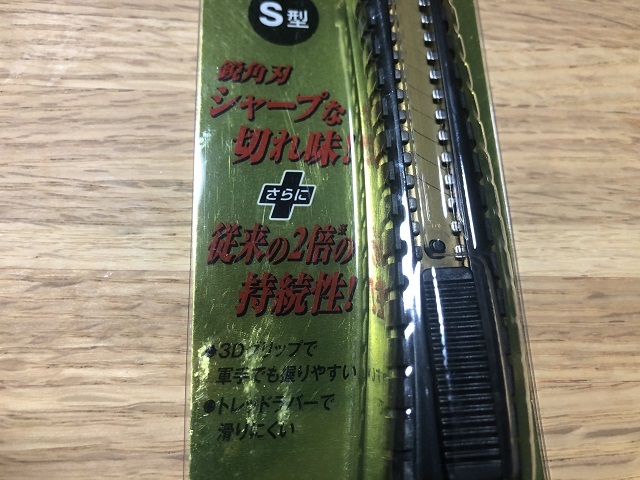 S型
鋭角刃
シャープな
切れ味!
さらに
従来の2倍の※
持続性!
●3Dグリップで
軍手でも握りやすい
●トレッドラバーで
滑りにくい